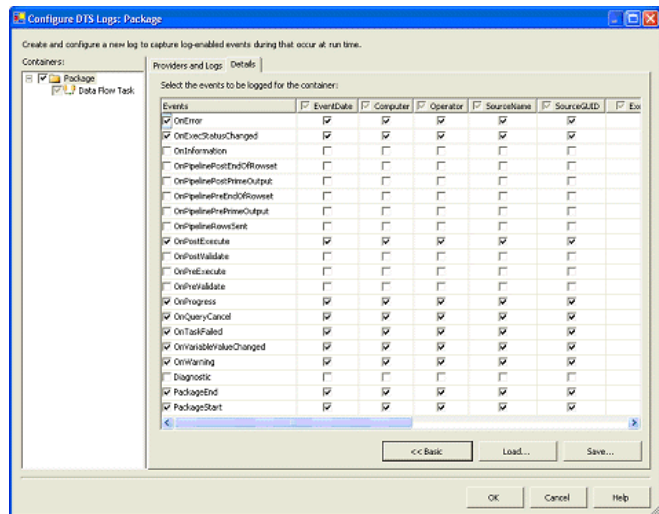 Configure DTS Logs: Package
Create and configure a new log to capture log-enabled events during that occur at run time.
Containers:
Package
Data Flow Task
Providers and Logs Details
Select the events to be logged for the container:
Events EventDate Computer Operator SourceName SourceGUID Exe
OnError
OnExecStatusChanged
OnInformation
OnPipelinePostEndOfRowset
OnPipelinePostPrimeOutput
OnPipelinePreEndOfRowset
OnPipelinePrePrimeOutput
OnPipelineRowsSent
OnPostExecute
OnPostValidate
OnPreExecute
OnPreValidate
OnProgress
OnQueryCancel
OnTaskFailed
OnVariableValueChanged
OnWarning
Diagnostic
PackageEnd
PackageStart
<< Basic Load... Save...
OK Cancel Help